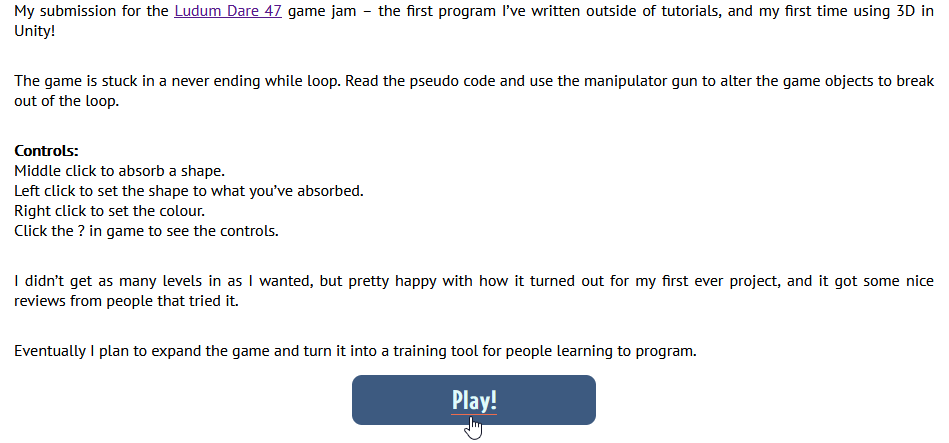 My submission for the Ludum Dare 47 game jam – the first program I’ve written outside of tutorials, and my first time using 3D in
Unity!
The game is stuck in a never ending while loop. Read the pseudo code and use the manipulator gun to alter the game objects to break
out of the loop.
Controls:
Middle click to absorb a shape.
Left click to set the shape to what you’ve absorbed.
Right click to set the colour.
Click the ? in game to see the controls.
I didn’t get as many levels in as I wanted, but pretty happy with how it turned out for my first ever project, and it got some nice
reviews from people that tried it.
Eventually I plan to expand the game and turn it into a training tool for people learning to program.
Play!